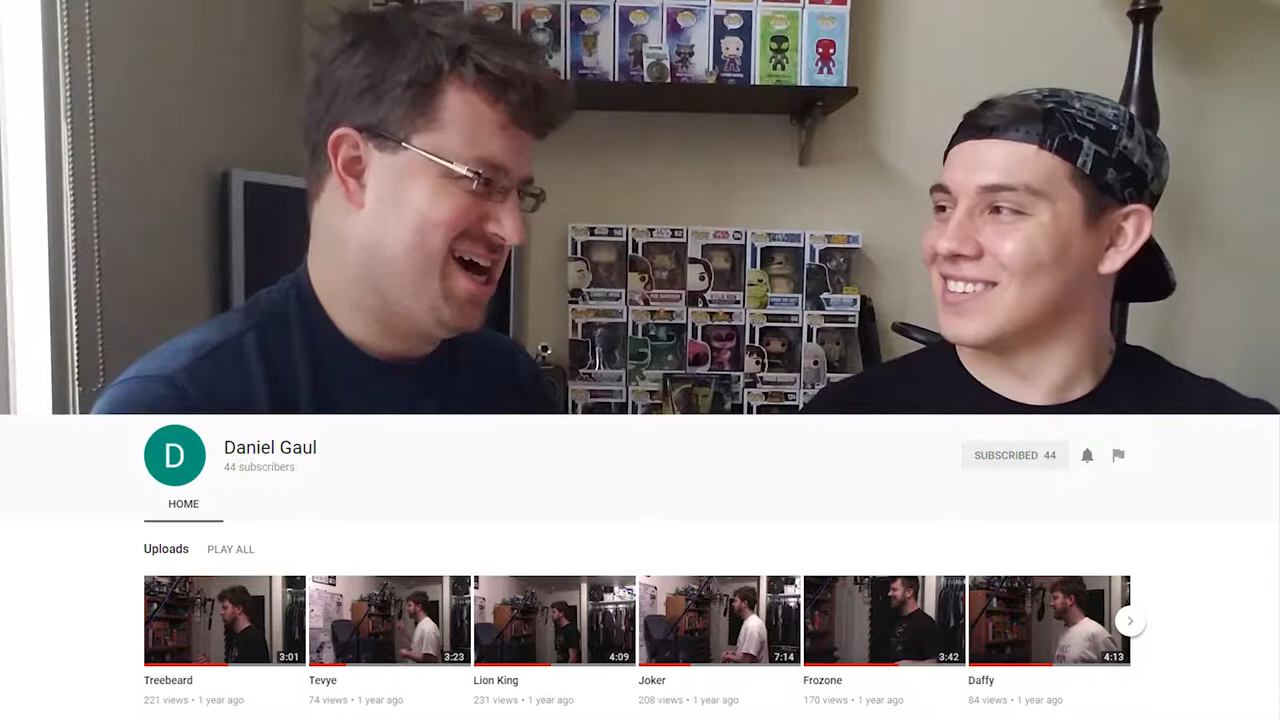 D
Daniel Gaul
44 subscribers
SUBSCRIBED 44
HOME
Uploads PLAY ALL
3:01 3:23 4:09 7:14 3:42 4:13
Treebeard Tevye Lion King Joker Frozone Daffy
221 views • 1 year ago 74 views • 1 year ago 231 views • 1 year ago 208 views • 1 year ago 170 views • 1 year ago 84 views • 1 year ago